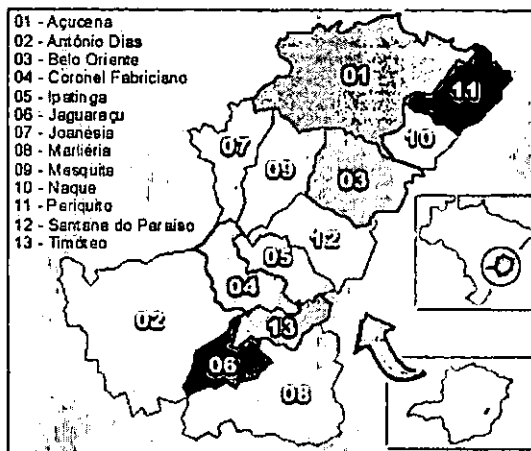 01 - Açucena
02 - Antônio Dias
03 - Belo Oriente
04 - Coronel Fabriciano
05 - Ipatinga
06 - Jaguaraçu
07 - Joanésia
08 - Marliéria
09 - Mesquita
10 - Naque
11 - Periquito
12 - Santana do Paraíso
13 - Timóteo
01
11
10
07
09
03
12
05
04
02
13
06
08